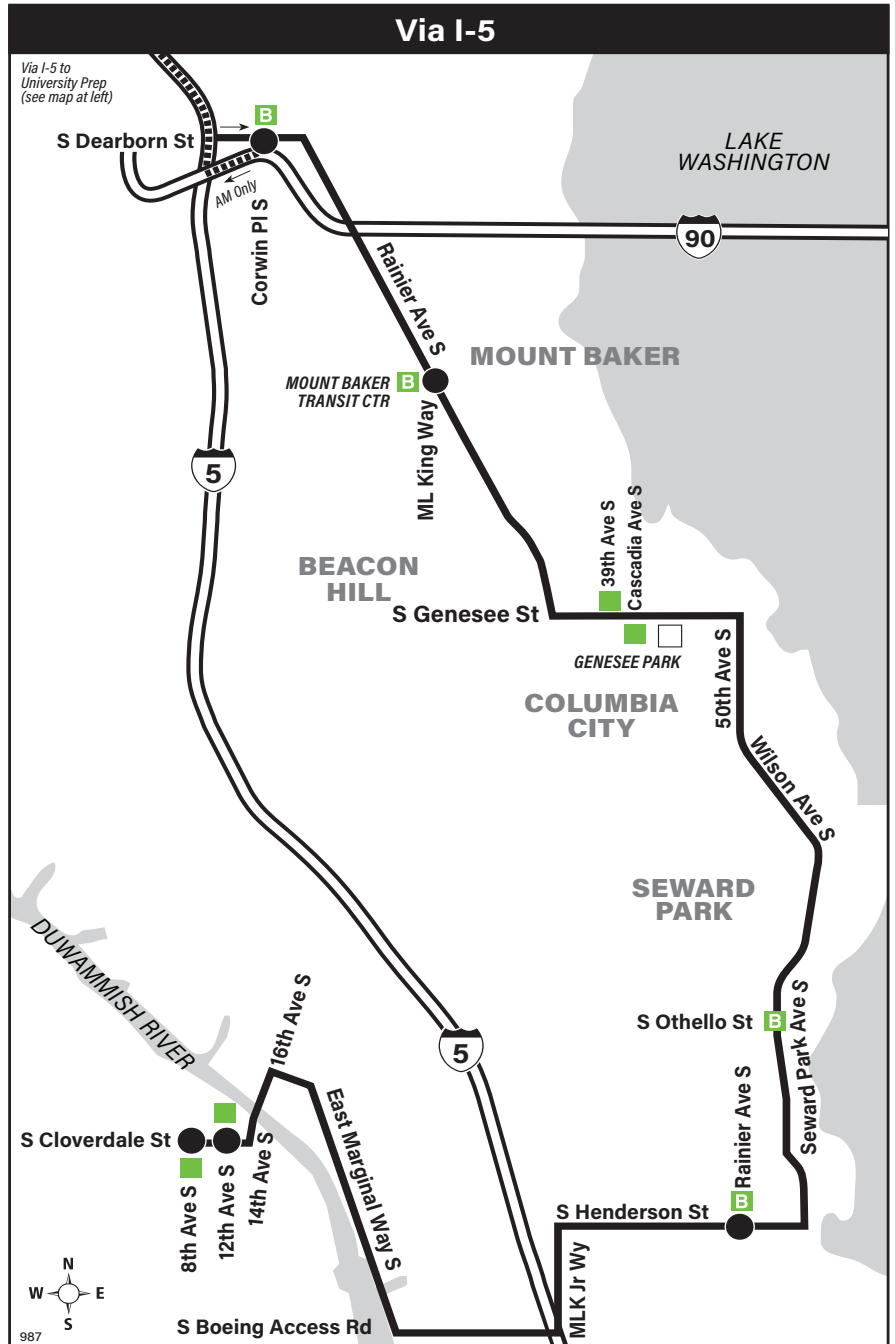 Via I-5
Via I-5 to
University Prep
(see map at left)
B
S Dearborn St
AM Only
Corwin Pl S
LAKE
WASHINGTON
90
Rainier Ave S
MOUNT BAKER
MOUNT BAKER
TRANSIT CTR
B
ML King Way
5
BEACON
HILL
39th Ave S
Cascadia Ave S
S Genesee St
GENESEE PARK
COLUMBIA
CITY
50th Ave S
Wilson Ave S
SEWARD
PARK
DUWAMMISH RIVER
16th Ave S
S Othello St
B
Seward Park Ave S
5
East Marginal Way S
S Cloverdale St
8th Ave S
12th Ave S
14th Ave S
Rainier Ave S
B
S Henderson St
MLK Jr Wy
S Boeing Access Rd
N
W
E
S
987